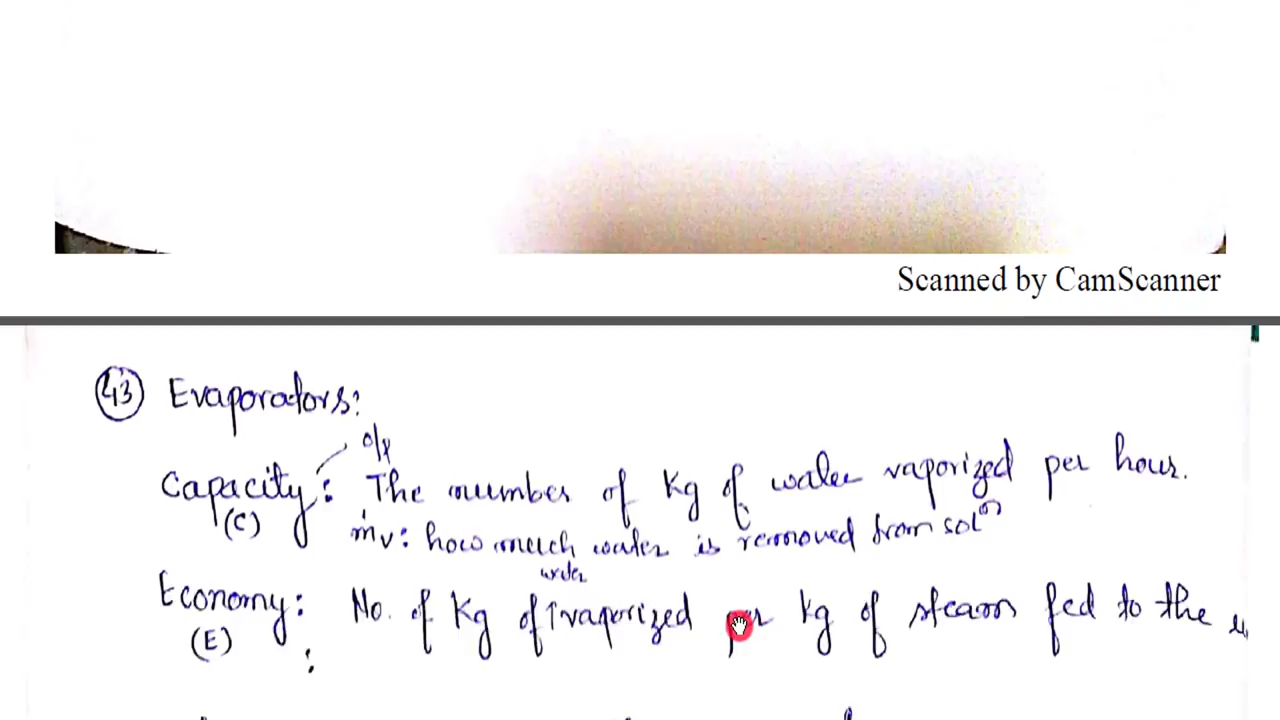 Scanned by CamScanner
43 Evaporators:
o/p
Capacity: The number of Kg of water vaporized per hour.
(C) ṁv: how much water is removed from solⁿ
water
Economy: No. of Kg of vaporized per kg of steam fed to the
(E)
: